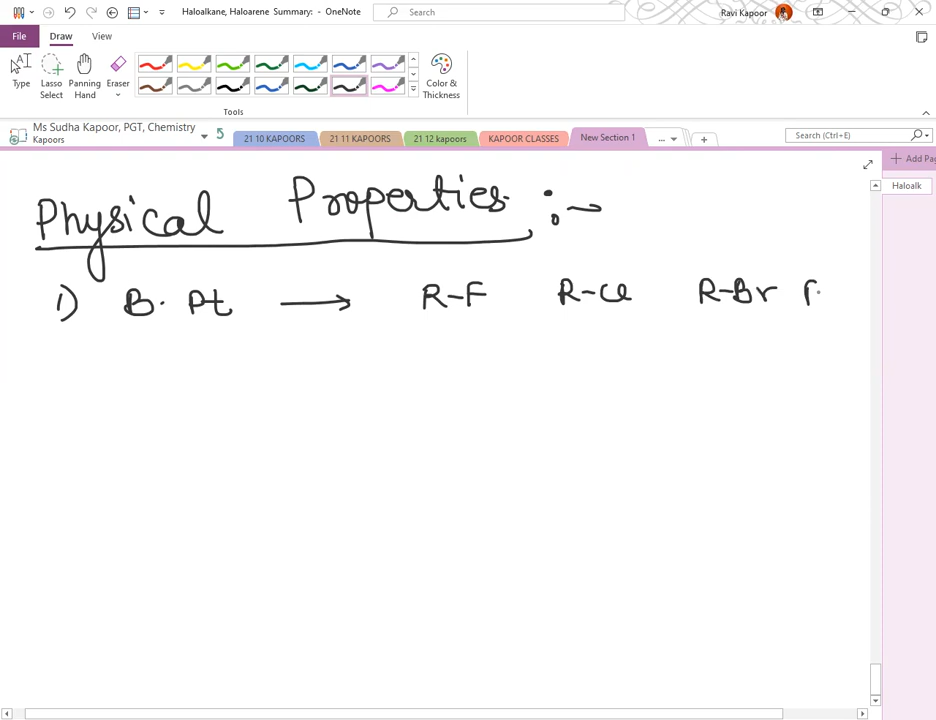 Haloalkane, Haloarene Summary: - OneNote
Search
Ravi Kapoor
File
Draw
View
Type
Lasso Select
Panning Hand
Eraser
Color & Thickness
Tools
Ms Sudha Kapoor, PGT, Chemistry
Kapoors
21 10 KAPOORS
21 11 KAPOORS
21 12 kapoors
KAPOOR CLASSES
New Section 1
...
Search (Ctrl+E)
Add Pag
Haloalk
Physical Properties :~
1) B. Pt → R-F R-Cl R-Br